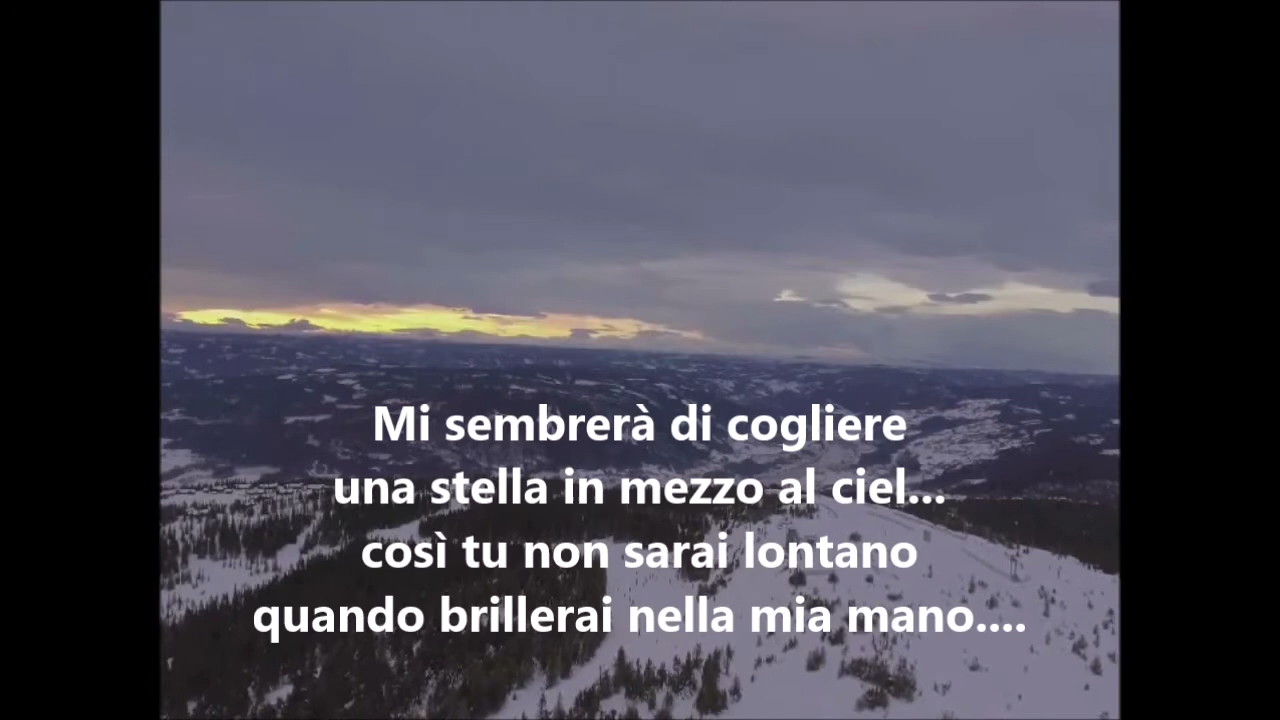 Mi sembrerà di cogliere
una stella in mezzo al ciel...
così tu non sarai lontano
quando brillerai nella mia mano....